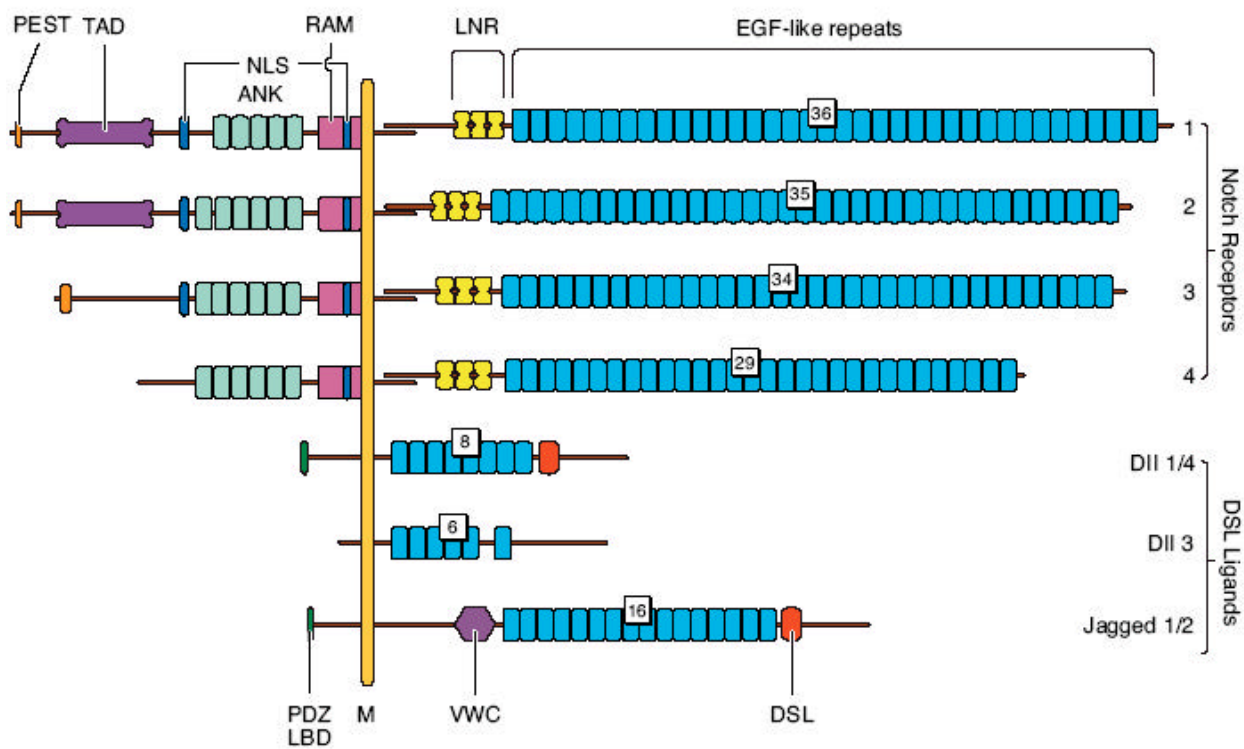 PEST TAD RAM LNR EGF-like repeats
NLS
ANK
36
1
35
2
34
3
29
4
Notch Receptors
8
Dll 1/4
6
Dll 3
16
Jagged 1/2
DSL Ligands
PDZ M VWC DSL
LBD